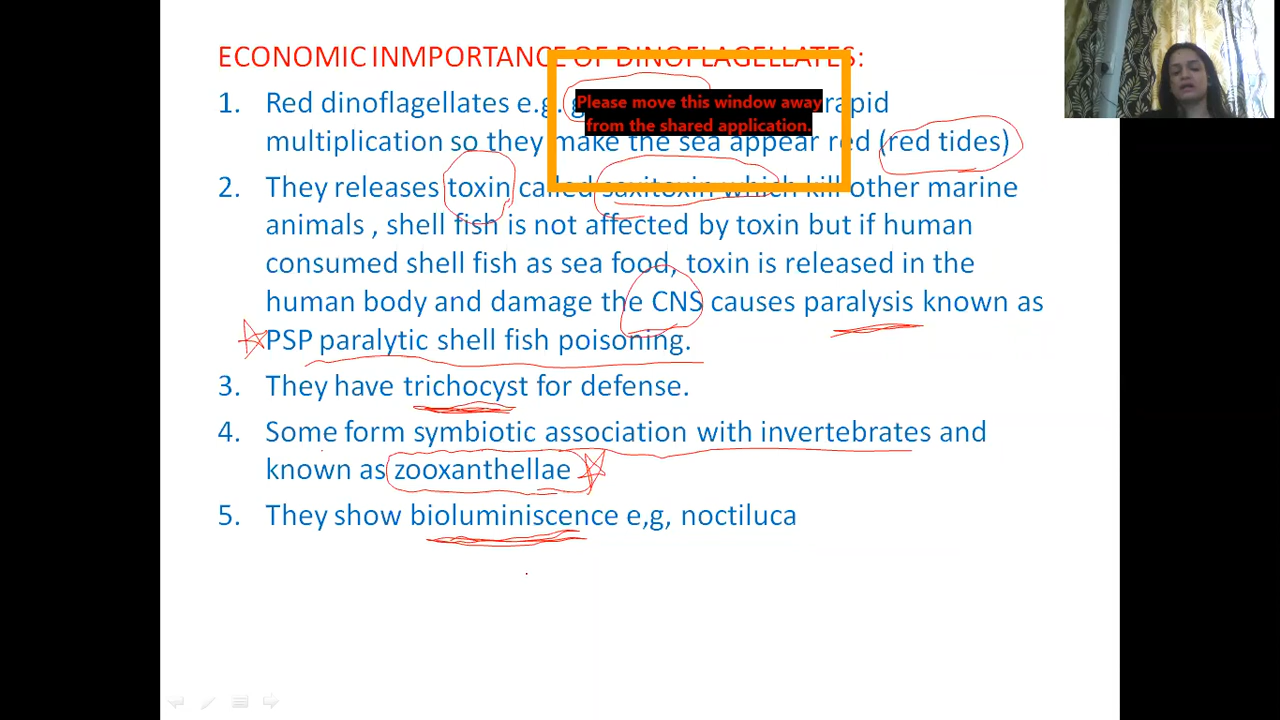 ECONOMIC INMPORTANCE OF DINOFLAGELLATES:
1. Red dinoflagellates e.g. rapid
Please move this window away
from the shared application.
multiplication so they make the sea appear red (red tides)
2. They releases toxin called saxitoxin which kill other marine
animals , shell fish is not affected by toxin but if human
consumed shell fish as sea food, toxin is released in the
human body and damage the CNS causes paralysis known as
PSP paralytic shell fish poisoning.
3. They have trichocyst for defense.
4. Some form symbiotic association with invertebrates and
known as zooxanthellae
5. They show bioluminiscence e,g, noctiluca